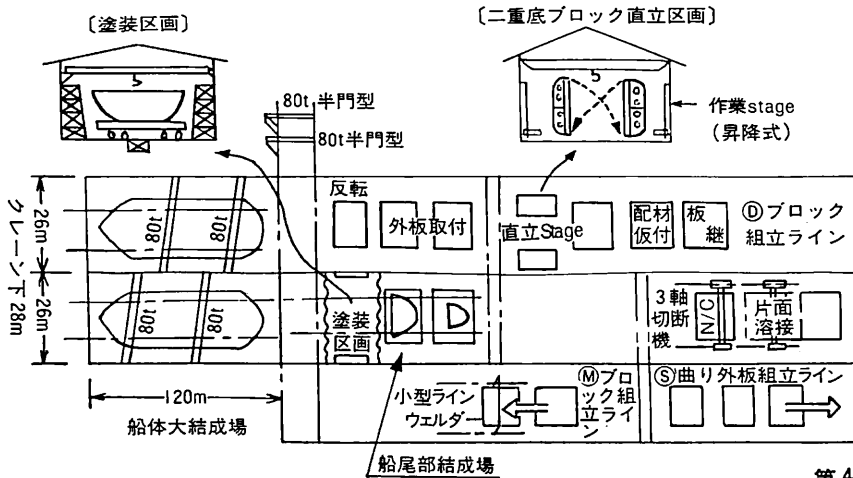 〔塗装区画〕
〔二重底ブロック直立区画〕
作業stage
(昇降式)
80t 半門型
80t半門型
クレーン下28m
26m
26m
80t
80t
80t
80t
反転
外板取付
直立Stage
配材
仮付
板
継
Ⓓブロック
組立ライン
塗装
区画
3軸
切断
機
N/C
片面
溶接
120m
船体大結成場
小型ライン
ウェルダ
Ⓜブロ
ック組
立ライ
ン
Ⓢ曲り外板組立ライン
船尾部結成場
第4